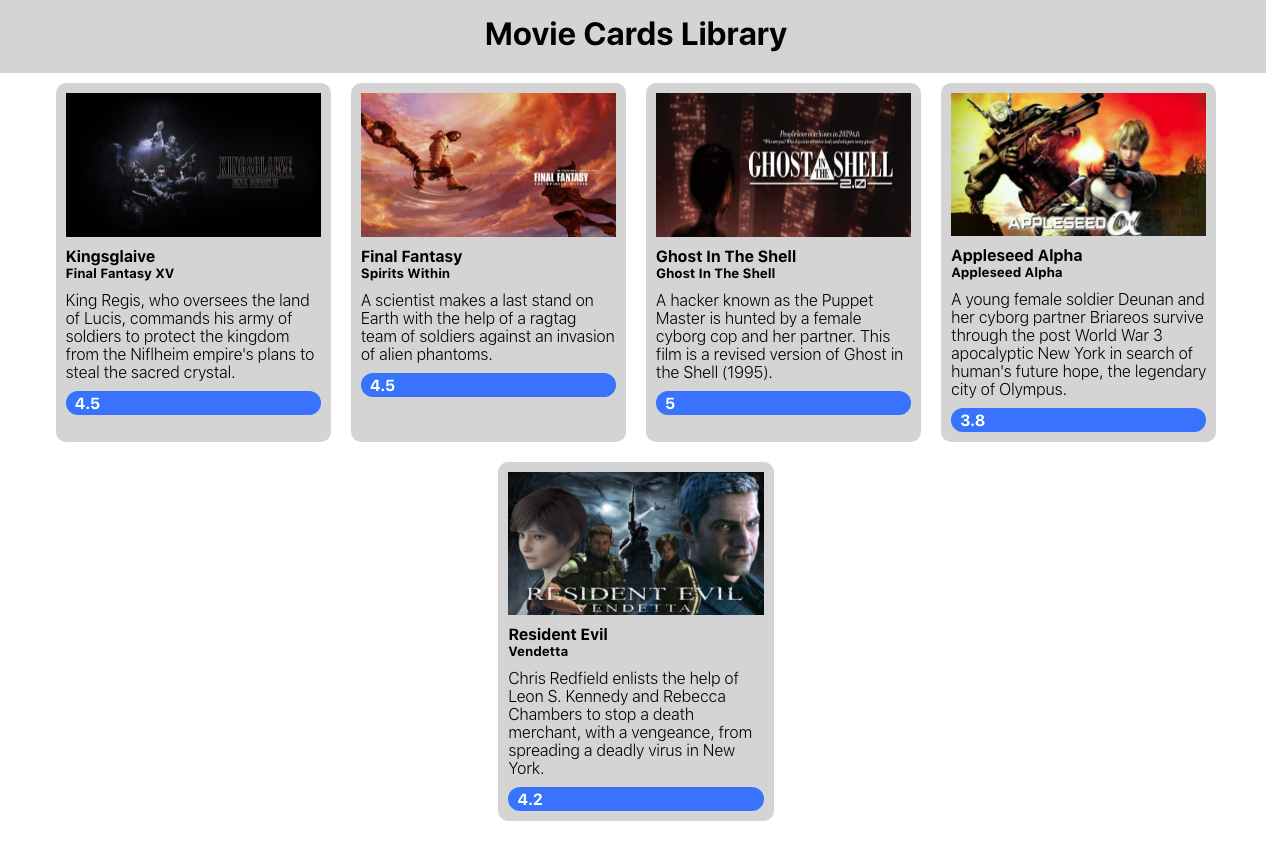 Movie Cards Library
KINGSGLAIVE
FINAL FANTASY XV
Kingsglaive
Final Fantasy XV
King Regis, who oversees the land
of Lucis, commands his army of
soldiers to protect the kingdom
from the Niflheim empire's plans to
steal the sacred crystal.
4.5
FINAL FANTASY
THE SPIRITS WITHIN
Final Fantasy
Spirits Within
A scientist makes a last stand on
Earth with the help of a ragtag
team of soldiers against an invasion
of alien phantoms.
4.5
People love machines in 2029 A.D.
GHOST IN THE SHELL
2.0
Ghost In The Shell
Ghost In The Shell
A hacker known as the Puppet
Master is hunted by a female
cyborg cop and her partner. This
film is a revised version of Ghost in
the Shell (1995).
5
APPLESEED α
Appleseed Alpha
Appleseed Alpha
A young female soldier Deunan and
her cyborg partner Briareos survive
through the post World War 3
apocalyptic New York in search of
human's future hope, the legendary
city of Olympus.
3.8
RESIDENT EVIL
VENDETTA
Resident Evil
Vendetta
Chris Redfield enlists the help of
Leon S. Kennedy and Rebecca
Chambers to stop a death
merchant, with a vengeance, from
spreading a deadly virus in New
York.
4.2